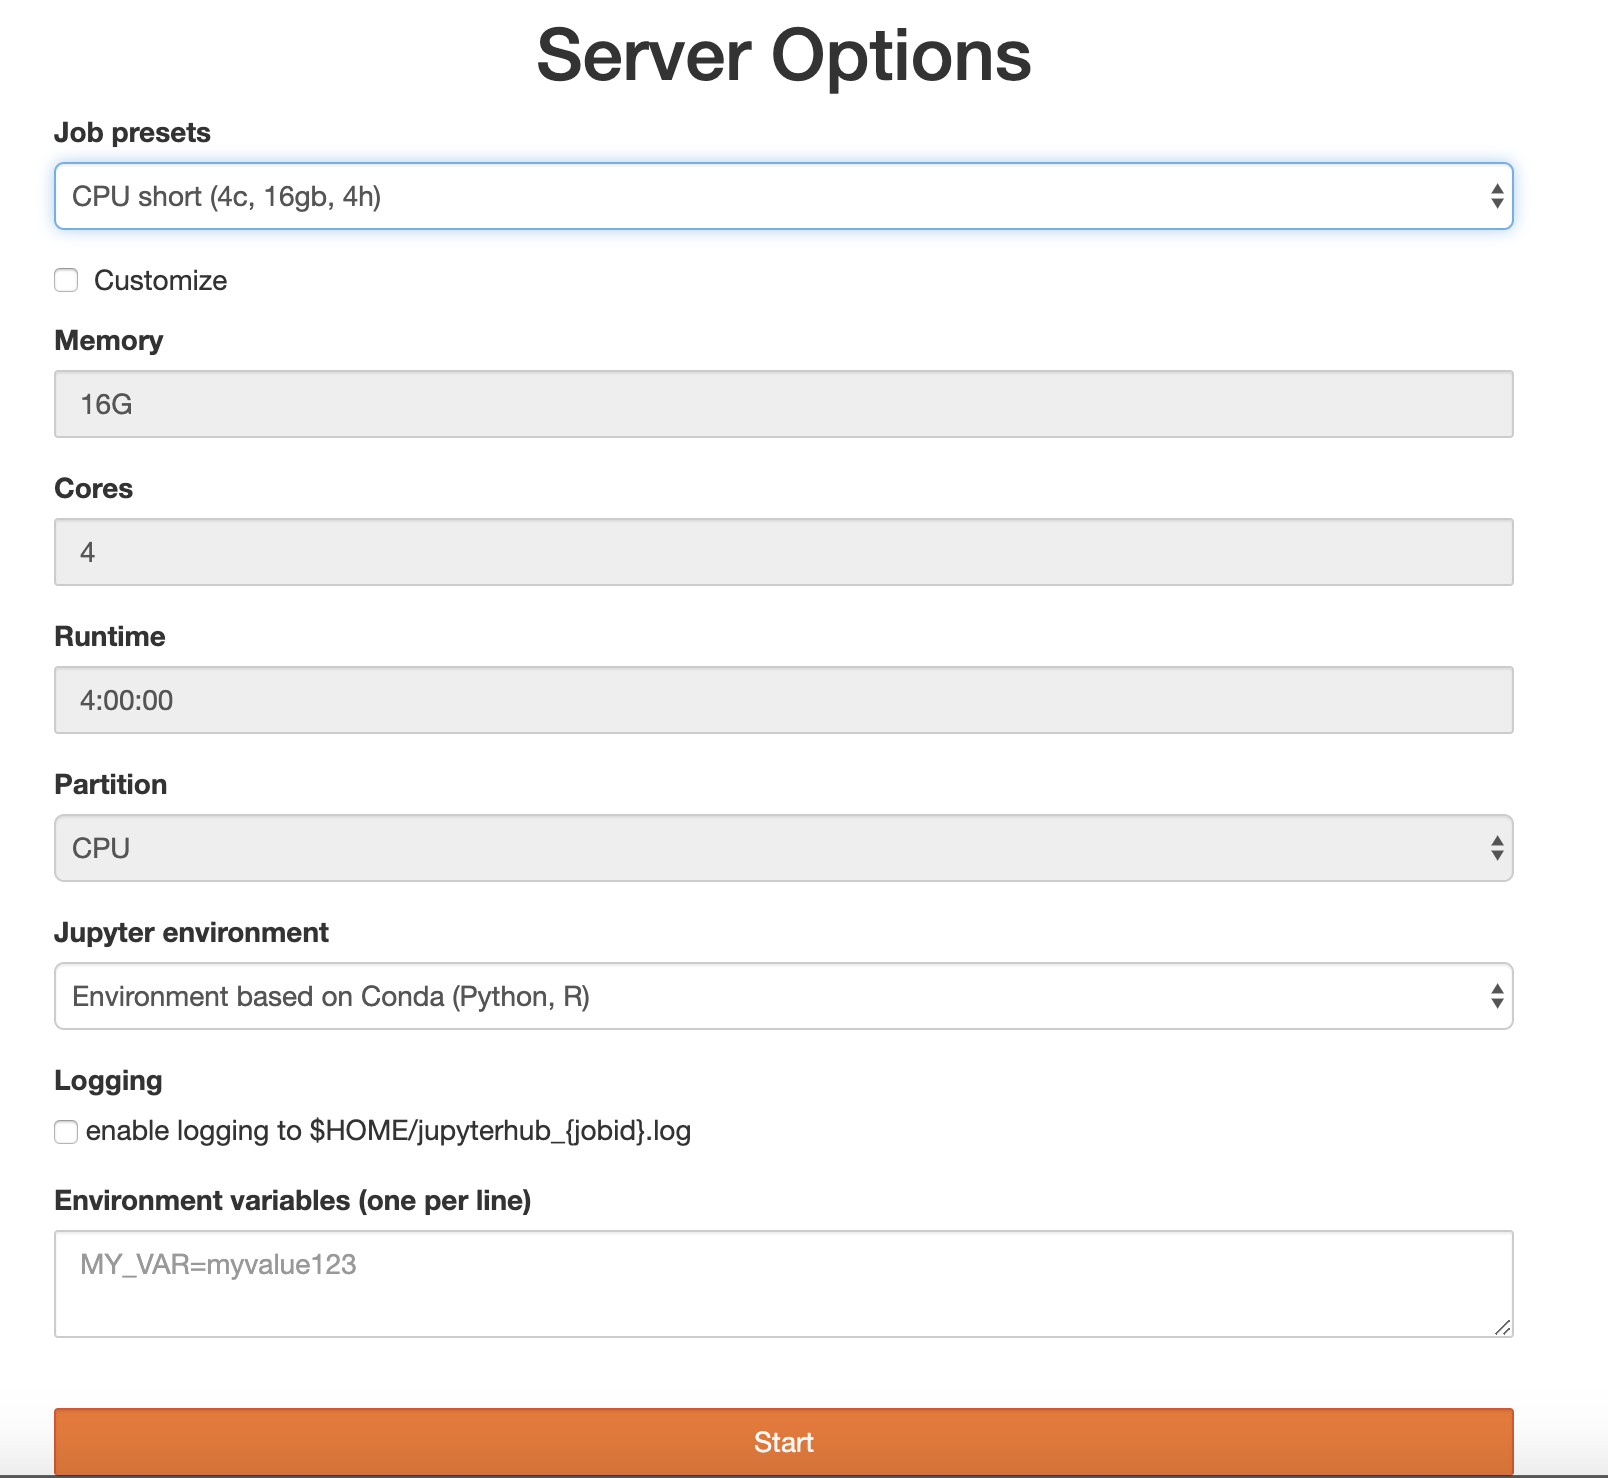 Server Options
Job presets
CPU short (4c, 16gb, 4h)
Customize
Memory
16G
Cores
4
Runtime
4:00:00
Partition
CPU
Jupyter environment
Environment based on Conda (Python, R)
Logging
enable logging to $HOME/jupyterhub_{jobid}.log
Environment variables (one per line)
MY_VAR=myvalue123
Start